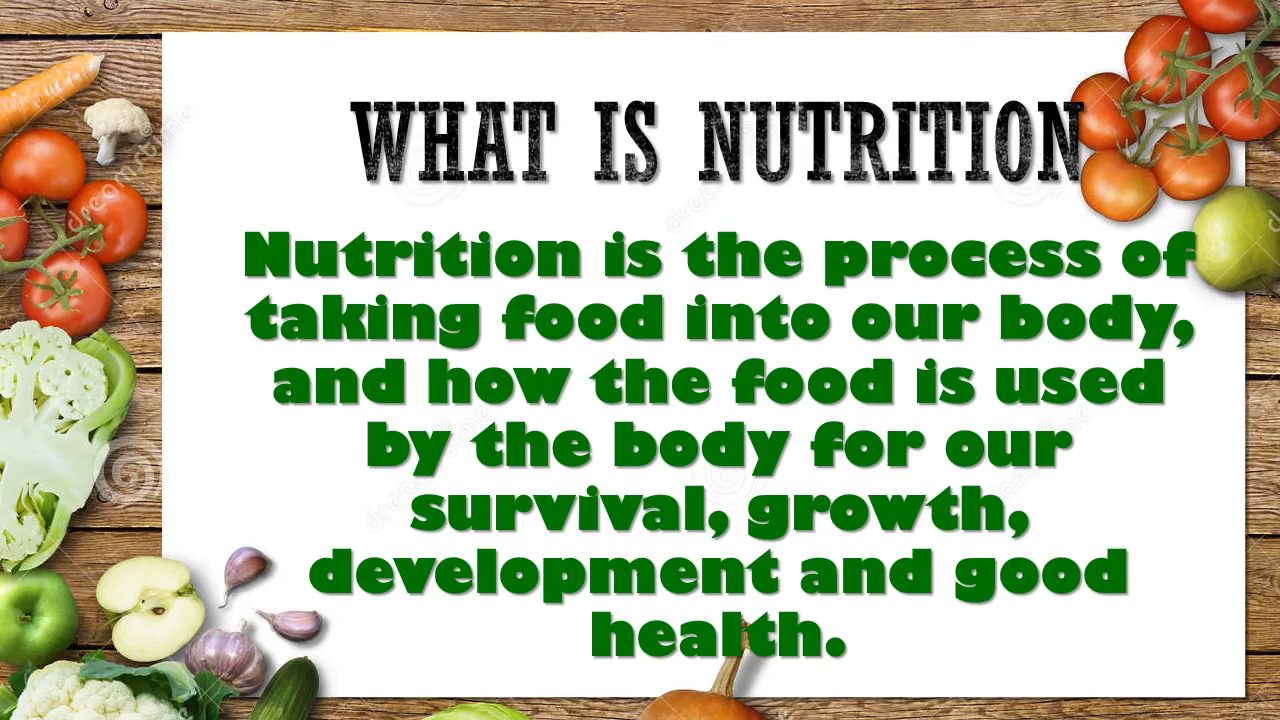 WHAT IS NUTRITION
Nutrition is the process of
taking food into our body,
and how the food is used
by the body for our
survival, growth,
development and good
health.